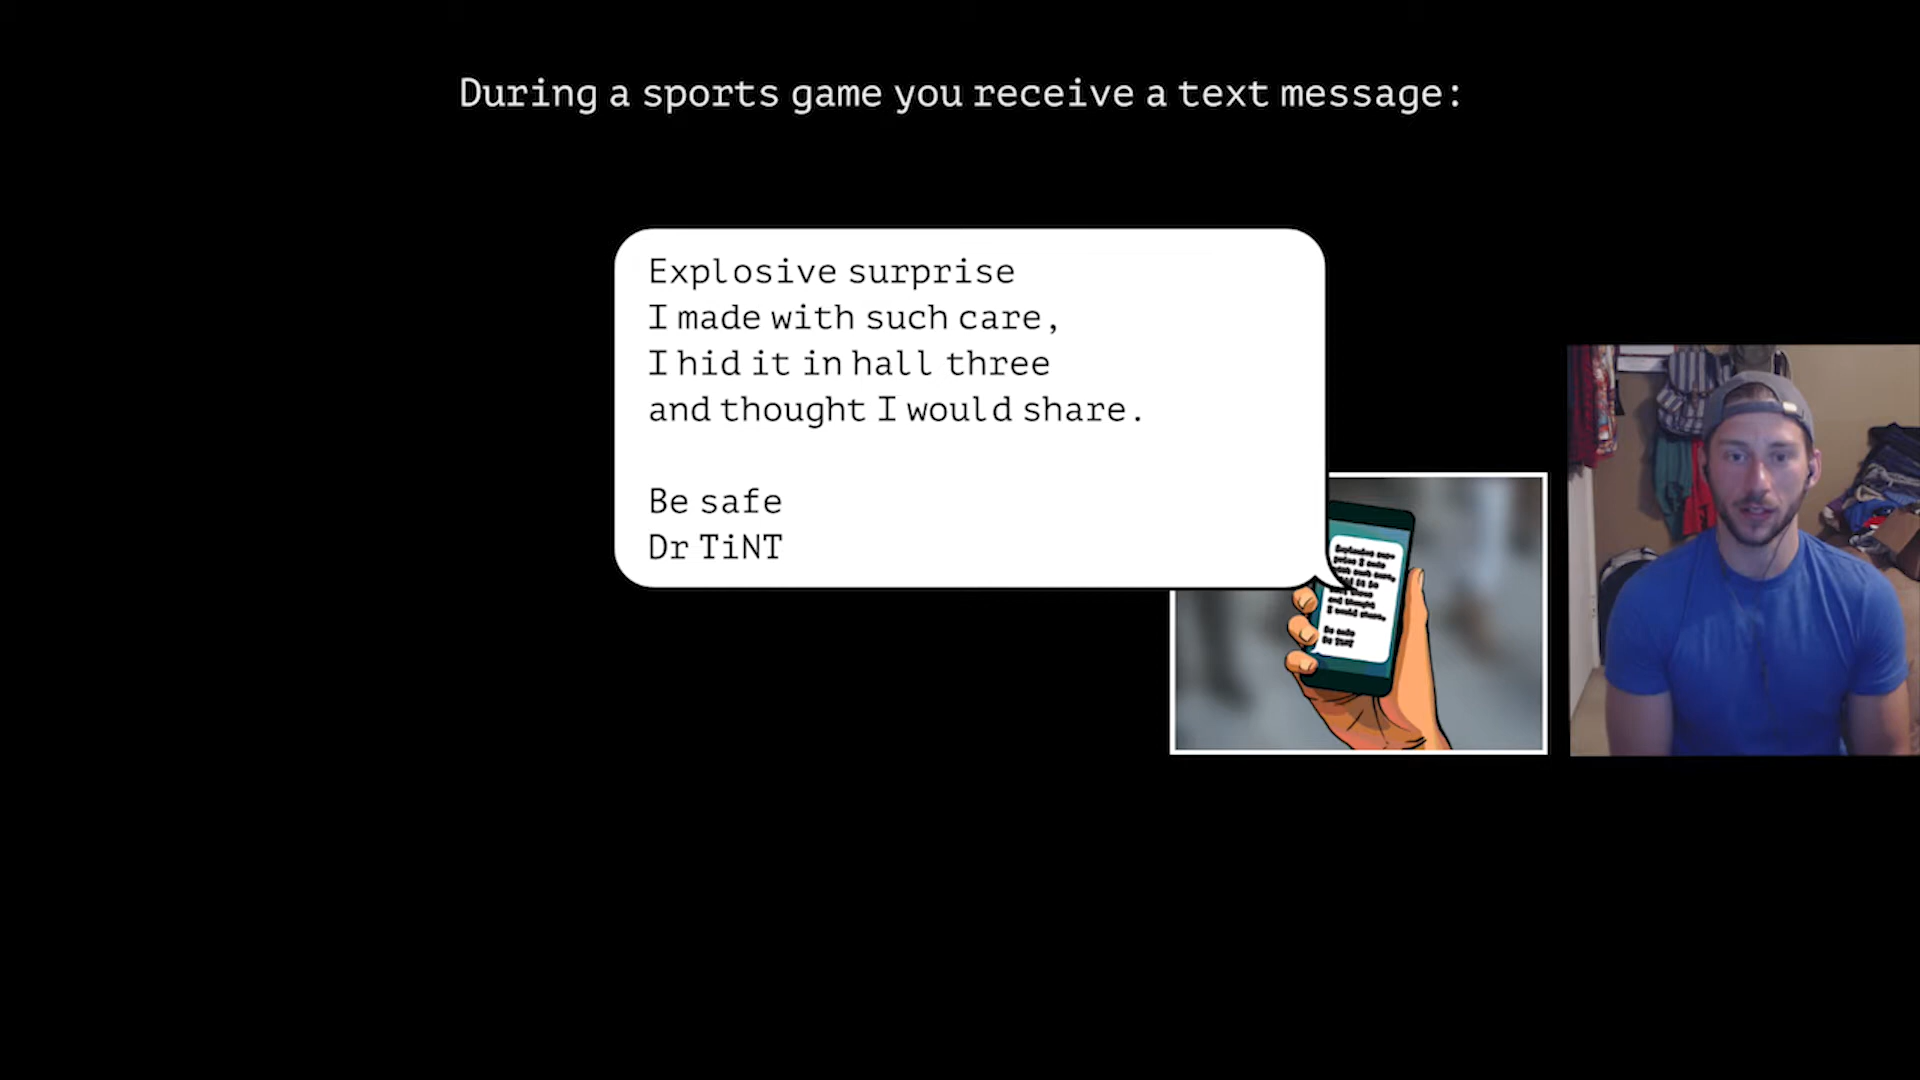 During a sports game you receive a text message:
Explosive surprise
I made with such care,
I hid it in hall three
and thought I would share.
Be safe
Dr TiNT